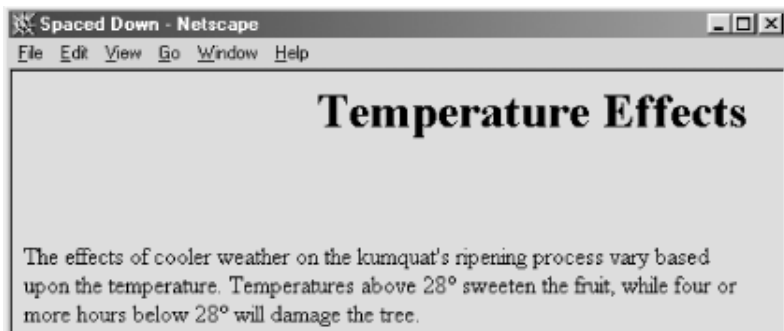 Spaced Down - Netscape
File Edit View Go Window Help
Temperature Effects
The effects of cooler weather on the kumquat's ripening process vary based
upon the temperature. Temperatures above 28° sweeten the fruit, while four or
more hours below 28° will damage the tree.